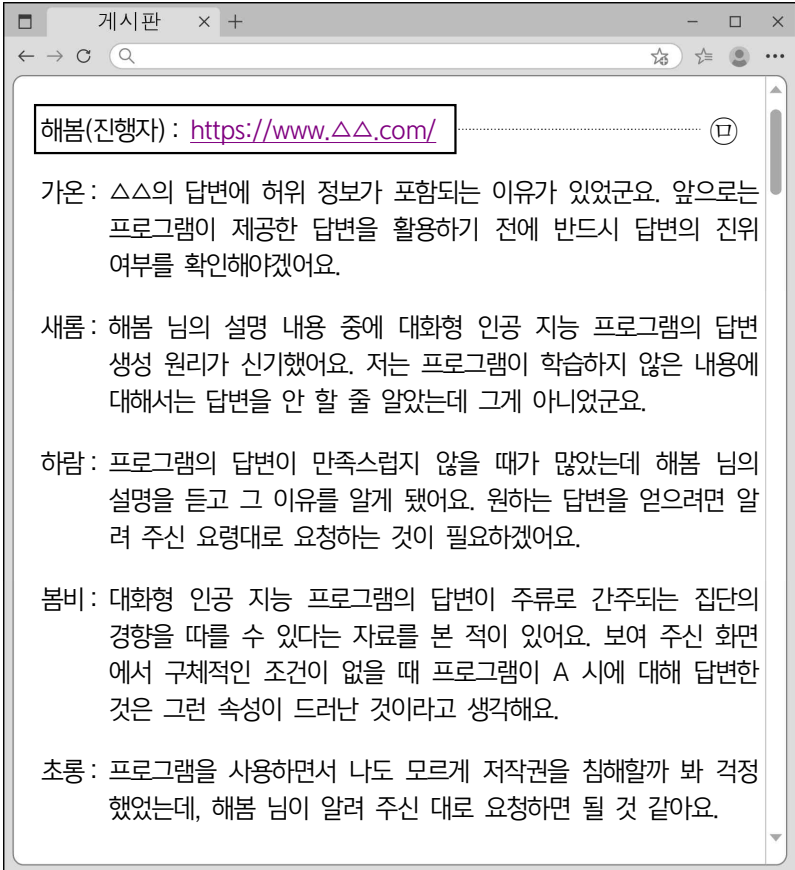 게시판 × +
해봄(진행자) : https://www.△△.com/ ㉤
가온 : △△의 답변에 허위 정보가 포함되는 이유가 있었군요. 앞으로는
프로그램이 제공한 답변을 활용하기 전에 반드시 답변의 진위
여부를 확인해야겠어요.
새롬 : 해봄 님의 설명 내용 중에 대화형 인공 지능 프로그램의 답변
생성 원리가 신기했어요. 저는 프로그램이 학습하지 않은 내용에
대해서는 답변을 안 할 줄 알았는데 그게 아니었군요.
하람 : 프로그램의 답변이 만족스럽지 않을 때가 많았는데 해봄 님의
설명을 듣고 그 이유를 알게 됐어요. 원하는 답변을 얻으려면 알
려 주신 요령대로 요청하는 것이 필요하겠어요.
봄비 : 대화형 인공 지능 프로그램의 답변이 주류로 간주되는 집단의
경향을 따를 수 있다는 자료를 본 적이 있어요. 보여 주신 화면
에서 구체적인 조건이 없을 때 프로그램이 A 시에 대해 답변한
것은 그런 속성이 드러난 것이라고 생각해요.
초롱 : 프로그램을 사용하면서 나도 모르게 저작권을 침해할까 봐 걱정
했었는데, 해봄 님이 알려 주신 대로 요청하면 될 것 같아요.